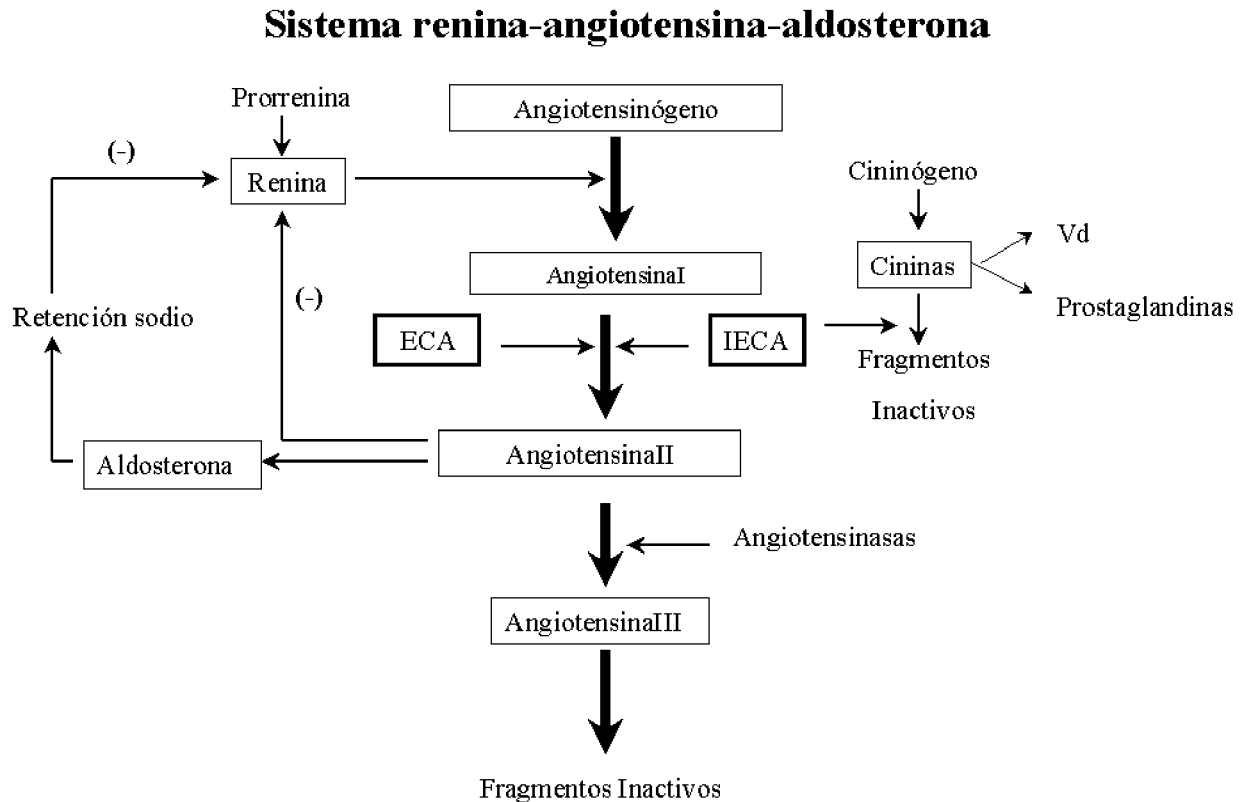 Sistema renina-angiotensina-aldosterona
Prorrenina
Angiotensinógeno
(-)
Renina
Cininógeno
Vd
Cininas
AngiotensinaI
(-)
Prostaglandinas
Retención sodio
ECA
IECA
Fragmentos
Inactivos
AngiotensinaII
Aldosterona
Angiotensinasas
AngiotensinaIII
Fragmentos Inactivos